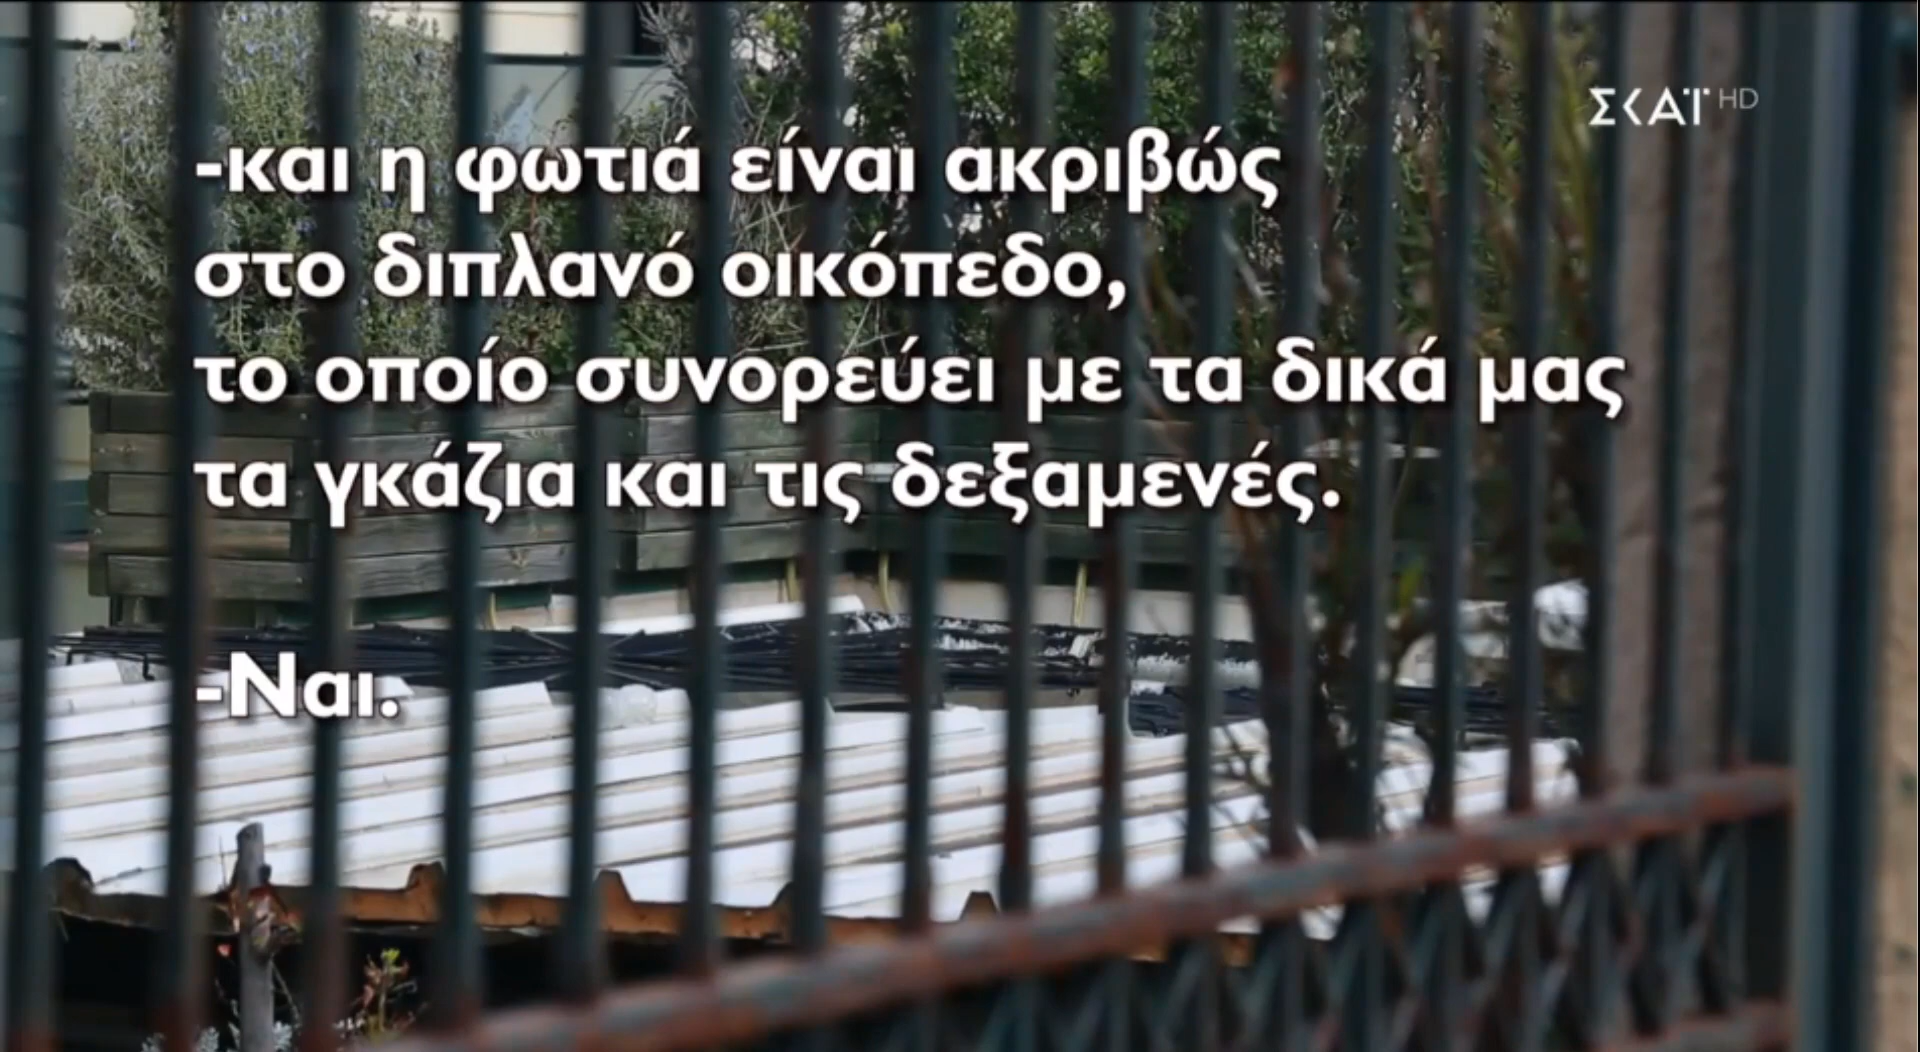 ΣΚΑΪ HD
-και η φωτιά είναι ακριβώς
στο διπλανό οικόπεδο,
το οποίο συνορεύει με τα δικά μας
τα γκάζια και τις δεξαμενές.
-Ναι.